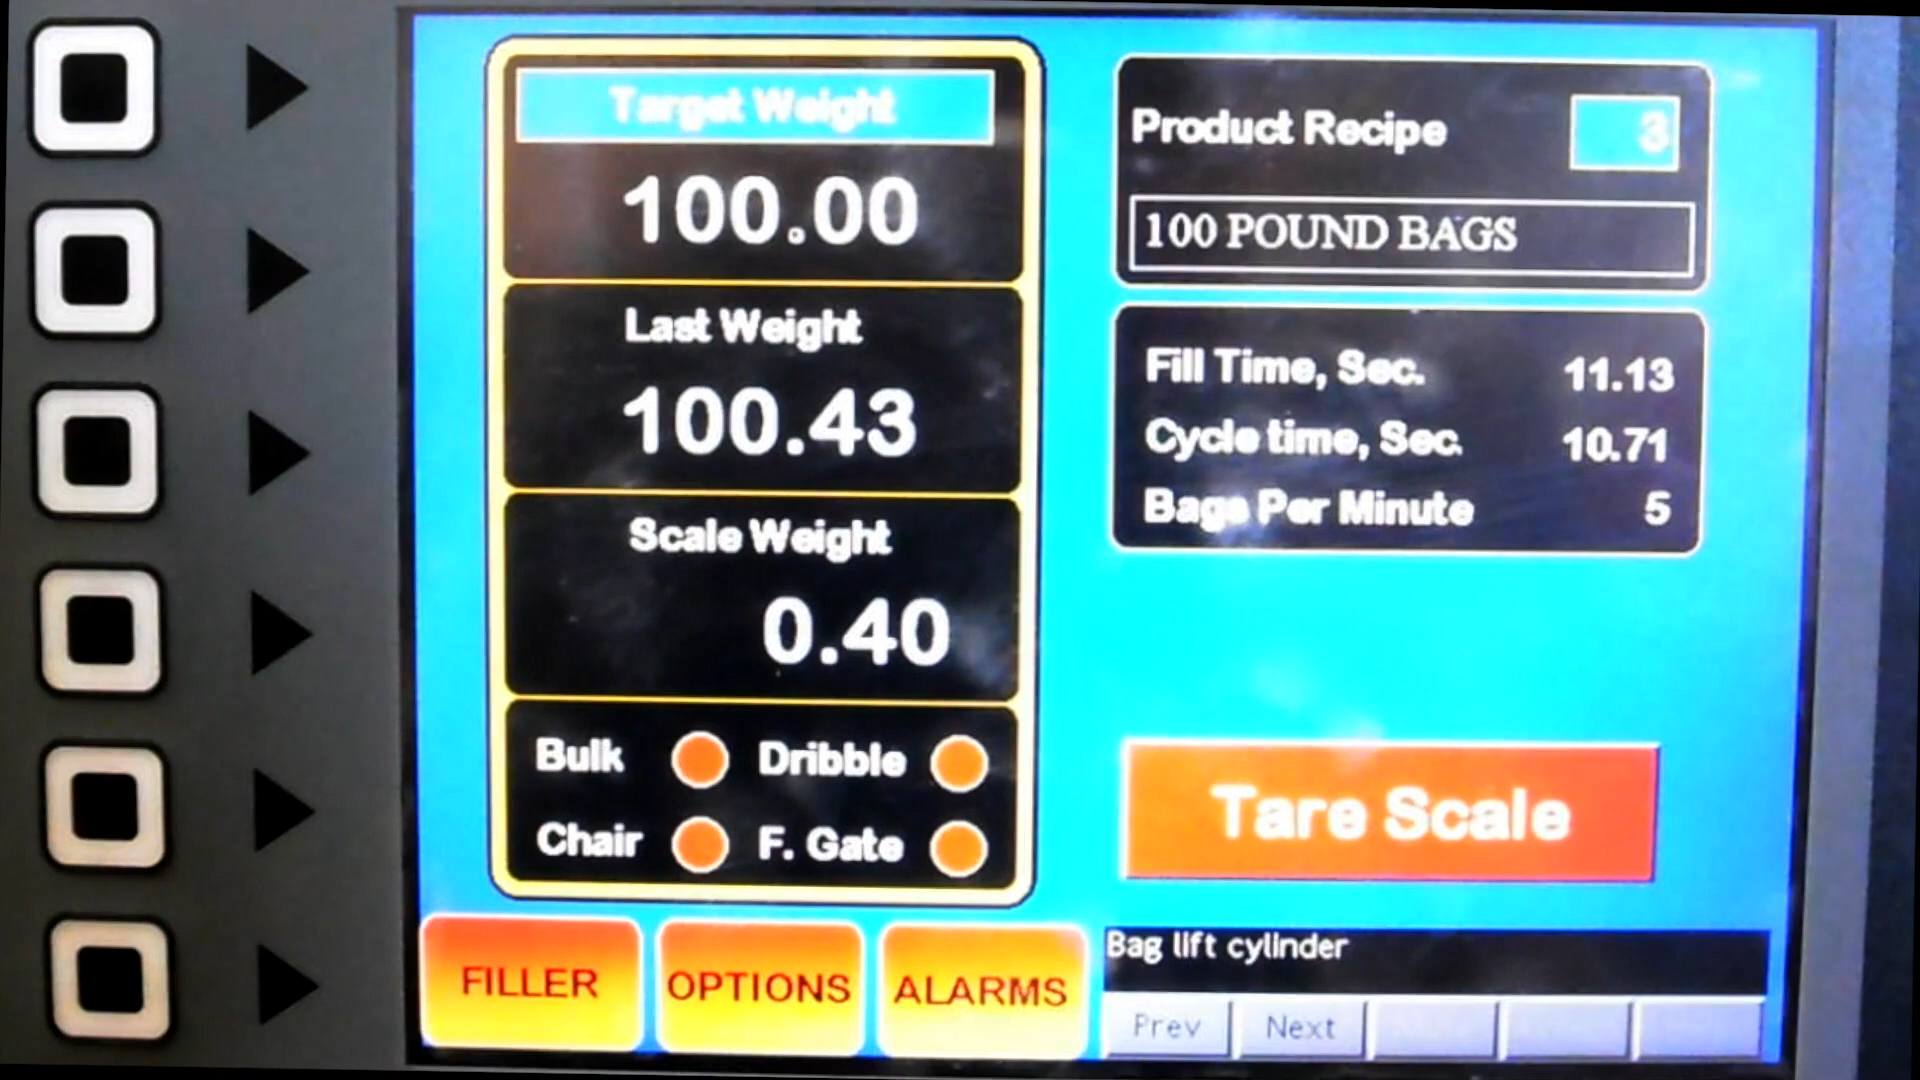 Target Weight
100.00
Last Weight
100.43
Scale Weight
0.40
Bulk
Dribble
Chair
F. Gate
Product Recipe 3
100 POUND BAGS
Fill Time, Sec. 11.13
Cycle time, Sec. 10.71
Bags Per Minute 5
Tare Scale
FILLER
OPTIONS
ALARMS
Bag lift cylinder
Prev
Next